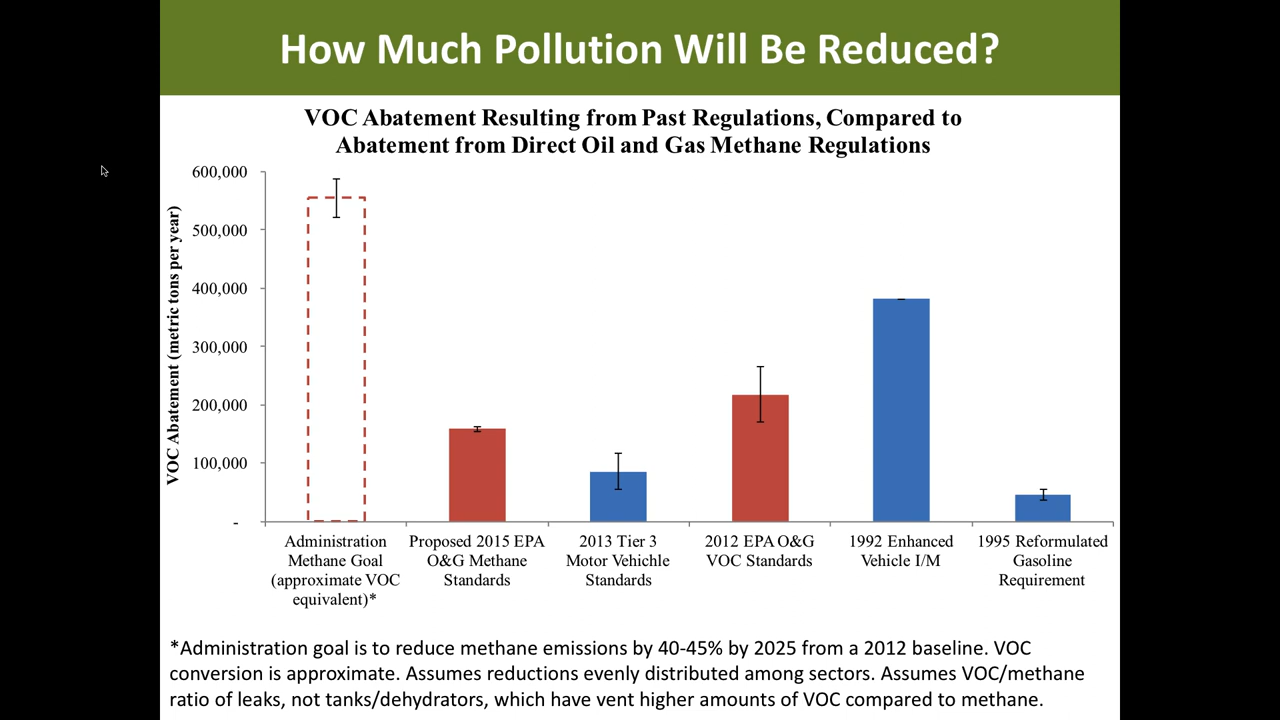 How Much Pollution Will Be Reduced?
VOC Abatement Resulting from Past Regulations, Compared to
Abatement from Direct Oil and Gas Methane Regulations
VOC Abatement (metric tons per year)
600,000
500,000
400,000
300,000
200,000
100,000
-
Administration
Methane Goal
(approximate VOC
equivalent)*
Proposed 2015 EPA
O&G Methane
Standards
2013 Tier 3
Motor Vehichle
Standards
2012 EPA O&G
VOC Standards
1992 Enhanced
Vehicle I/M
1995 Reformulated
Gasoline
Requirement
*Administration goal is to reduce methane emissions by 40-45% by 2025 from a 2012 baseline. VOC
conversion is approximate. Assumes reductions evenly distributed among sectors. Assumes VOC/methane
ratio of leaks, not tanks/dehydrators, which have vent higher amounts of VOC compared to methane.